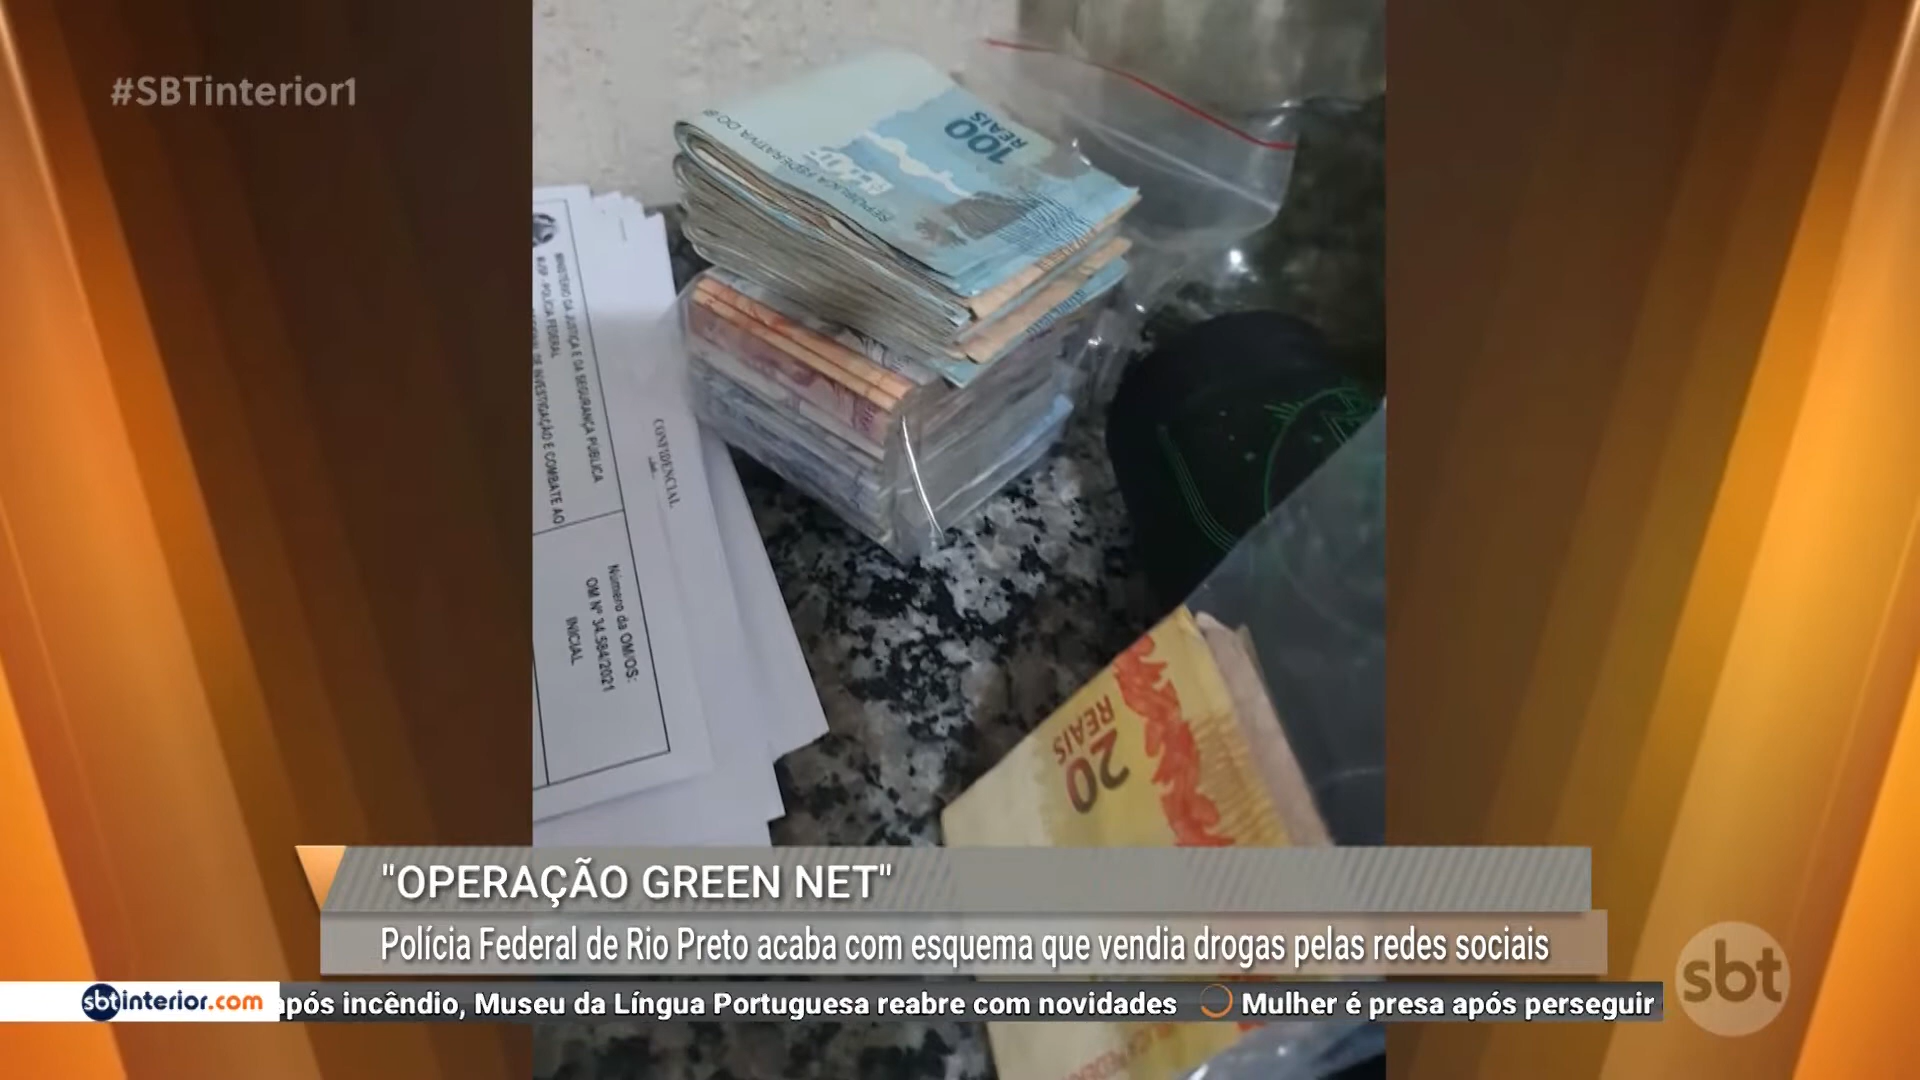 #SBTinterior1
100
REAIS
REPÚBLICA FEDERATIVA DO B
MINISTÉRIO DA JUSTIÇA E DA SEGURANÇA PÚBLICA
POLÍCIA FEDERAL
DE INVESTIGAÇÃO E COMBATE AO
CONFIDENCIAL
Número da OM/OS:
OM Nº 34.584/2021
INICIAL
20
REAIS
"OPERAÇÃO GREEN NET"
Polícia Federal de Rio Preto acaba com esquema que vendia drogas pelas redes sociais
sbt
sbtinterior.com após incêndio, Museu da Língua Portuguesa reabre com novidades Mulher é presa após perseguir